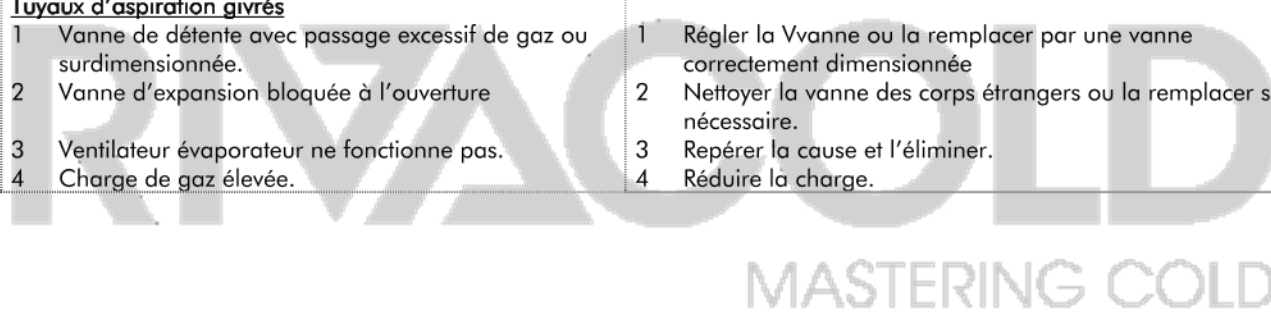 Tuyaux d'aspiration givrés
1 Vanne de détente avec passage excessif de gaz ou
surdimensionnée.
2 Vanne d'expansion bloquée à l'ouverture
3 Ventilateur évaporateur ne fonctionne pas.
4 Charge de gaz élevée.
1 Régler la Vvanne ou la remplacer par une vanne
correctement dimensionnée
2 Nettoyer la vanne des corps étrangers ou la remplacer s
nécessaire.
3 Repérer la cause et l'éliminer.
4 Réduire la charge.
RIVACOLD
MASTERING COLD